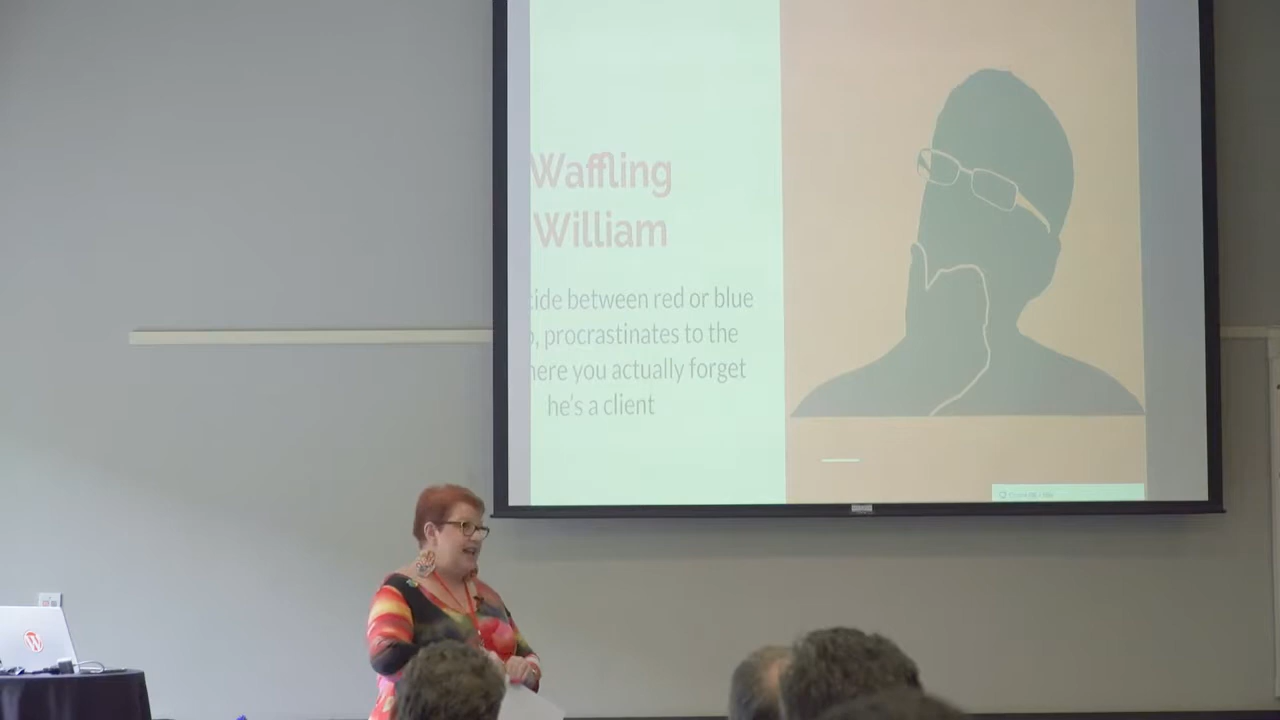 Waffling
William
cide between red or blue
, procrastinates to the
here you actually forget
he's a client